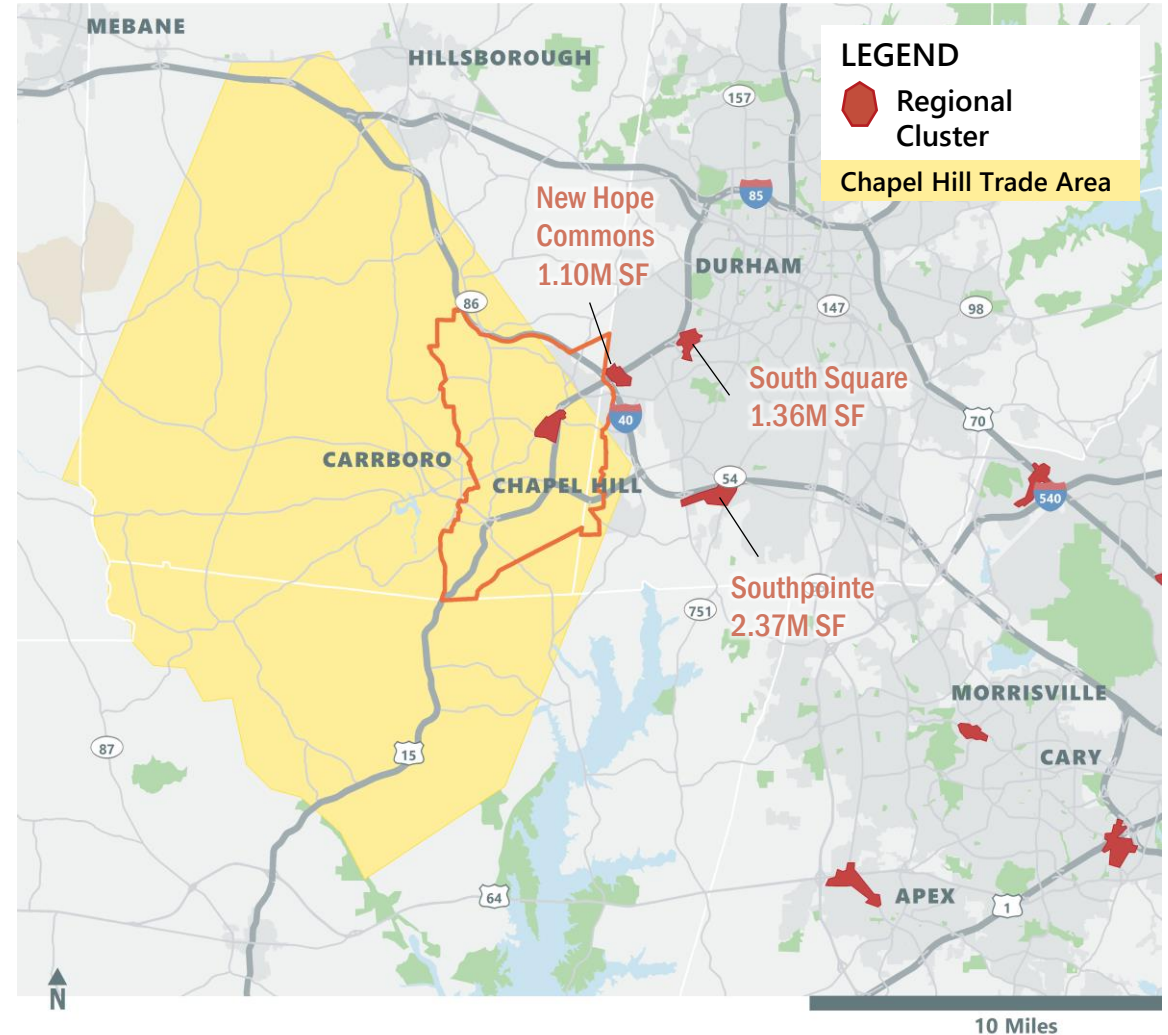 MEBANE
HILLSBOROUGH
LEGEND
Regional
Cluster
Chapel Hill Trade Area
157
85
New Hope
Commons
1.10M SF
DURHAM
86
147
98
South Square
1.36M SF
40
70
CARRBORO
CHAPEL HILL
54
540
Southpointe
2.37M SF
751
MORRISVILLE
87
15
CARY
64
APEX
1
N
10 Miles